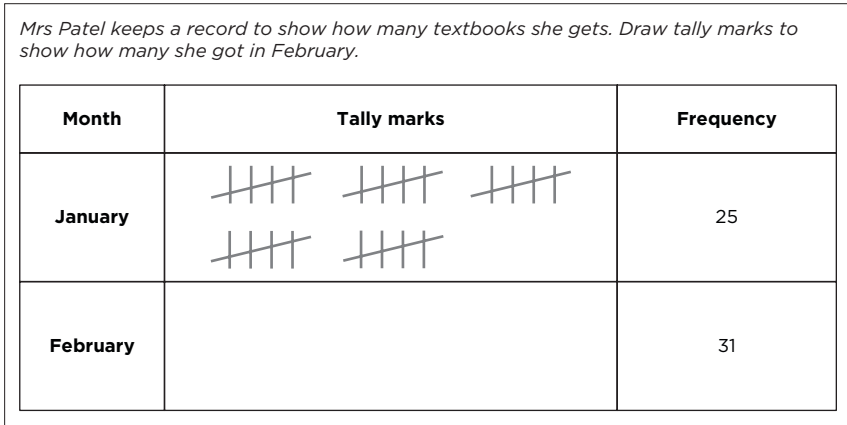 Mrs Patel keeps a record to show how many textbooks she gets. Draw tally marks to
show how many she got in February.
Month Tally marks Frequency
January 25
February 31